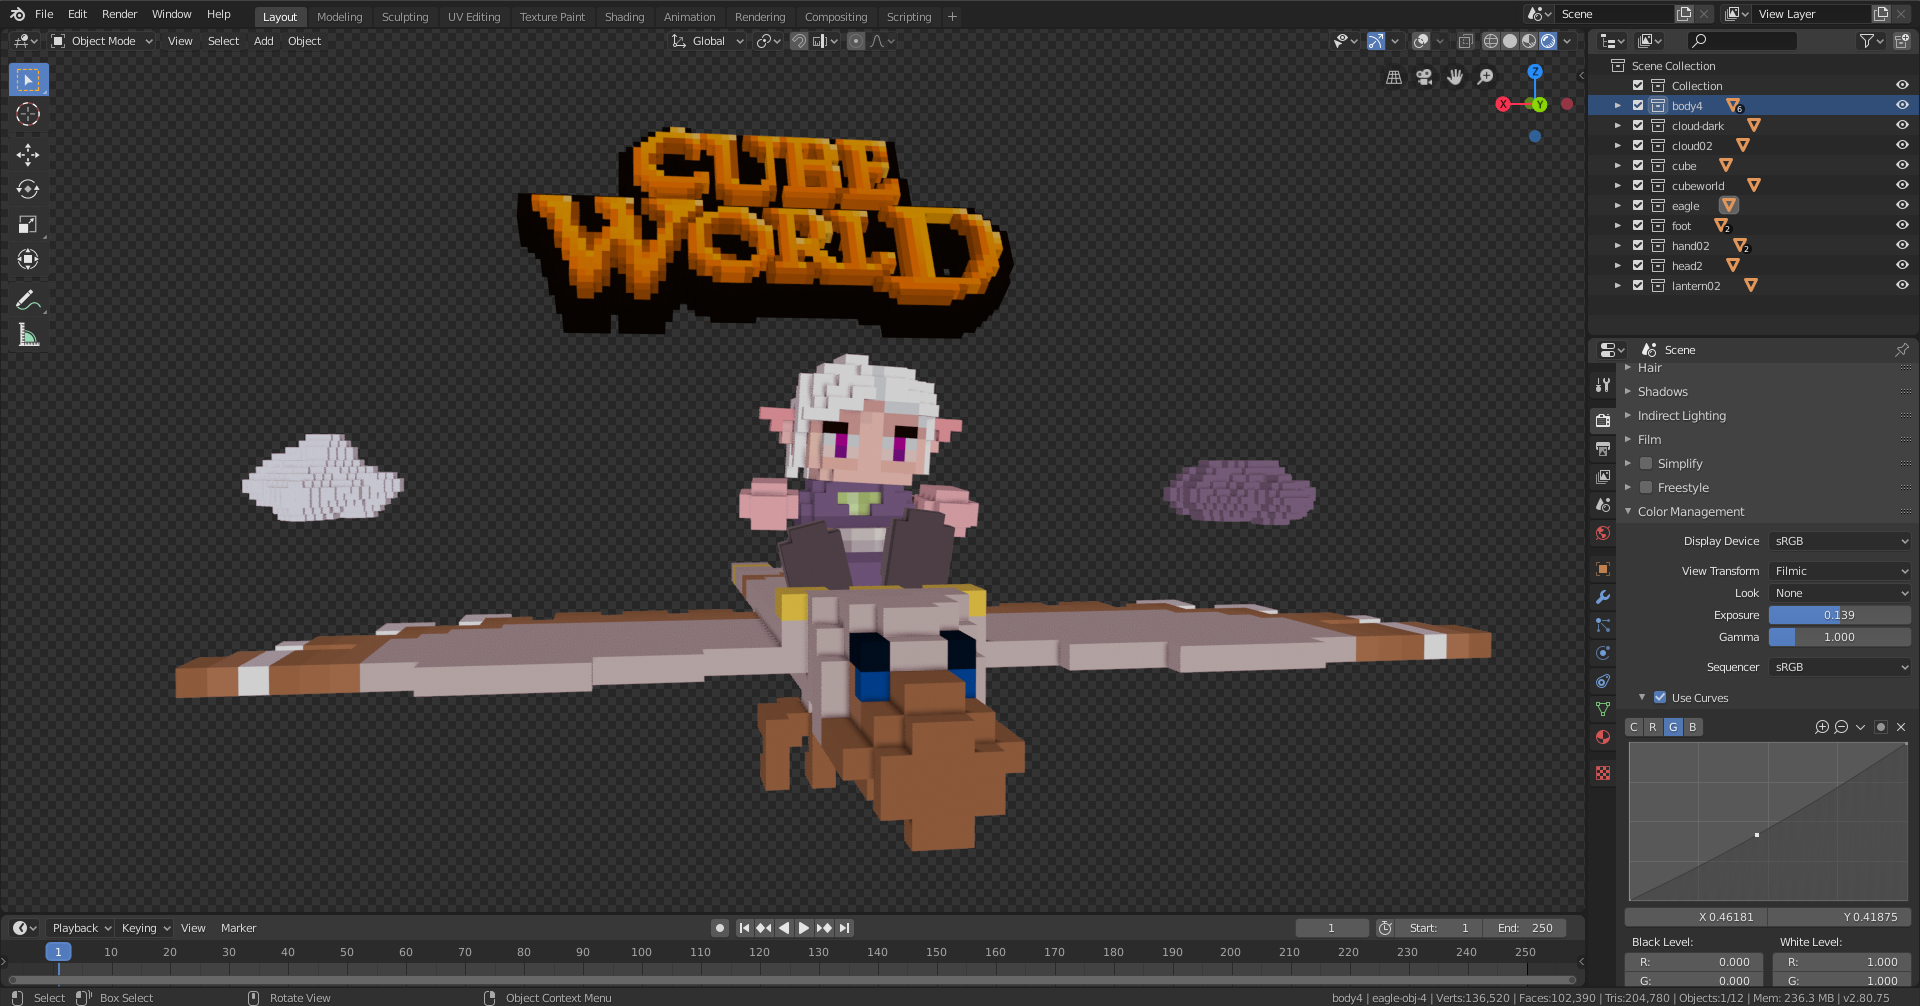 File Edit Render Window Help Layout Modeling Sculpting UV Editing Texture Paint Shading Animation Rendering Compositing Scripting + Scene View Layer
Object Mode View Select Add Object Global
Z
X Y
CUBE
WORLD
Scene Collection
Collection
body4 6
cloud-dark
cloud02
cube
cubeworld
eagle
foot 2
hand02 2
head2
lantern02
Scene
Hair
Shadows
Indirect Lighting
Film
Simplify
Freestyle
Color Management
Display Device sRGB
View Transform Filmic
Look None
Exposure 0.139
Gamma 1.000
Sequencer sRGB
Use Curves
C R G B
X 0.46181 Y 0.41875
Black Level: White Level:
R: 0.000 R: 1.000
G: 0.000 G: 1.000
Playback Keying View Marker 1 Start: 1 End: 250
1 10 20 30 40 50 60 70 80 90 100 110 120 130 140 150 160 170 180 190 200 210 220 230 240 250
Select Box Select Rotate View Object Context Menu body4 | eagle-obj-4 | Verts:136,520 | Faces:102,390 | Tris:204,780 | Objects:1/12 | Mem: 236.3 MB | v2.80.75